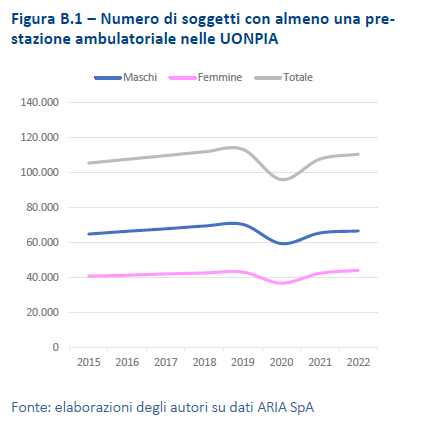 Figura B.1 – Numero di soggetti con almeno una pre-
stazione ambulatoriale nelle UONPIA
Maschi Femmine Totale
140.000
120.000
100.000
80.000
60.000
40.000
20.000
0
2015 2016 2017 2018 2019 2020 2021 2022
Fonte: elaborazioni degli autori su dati ARIA SpA